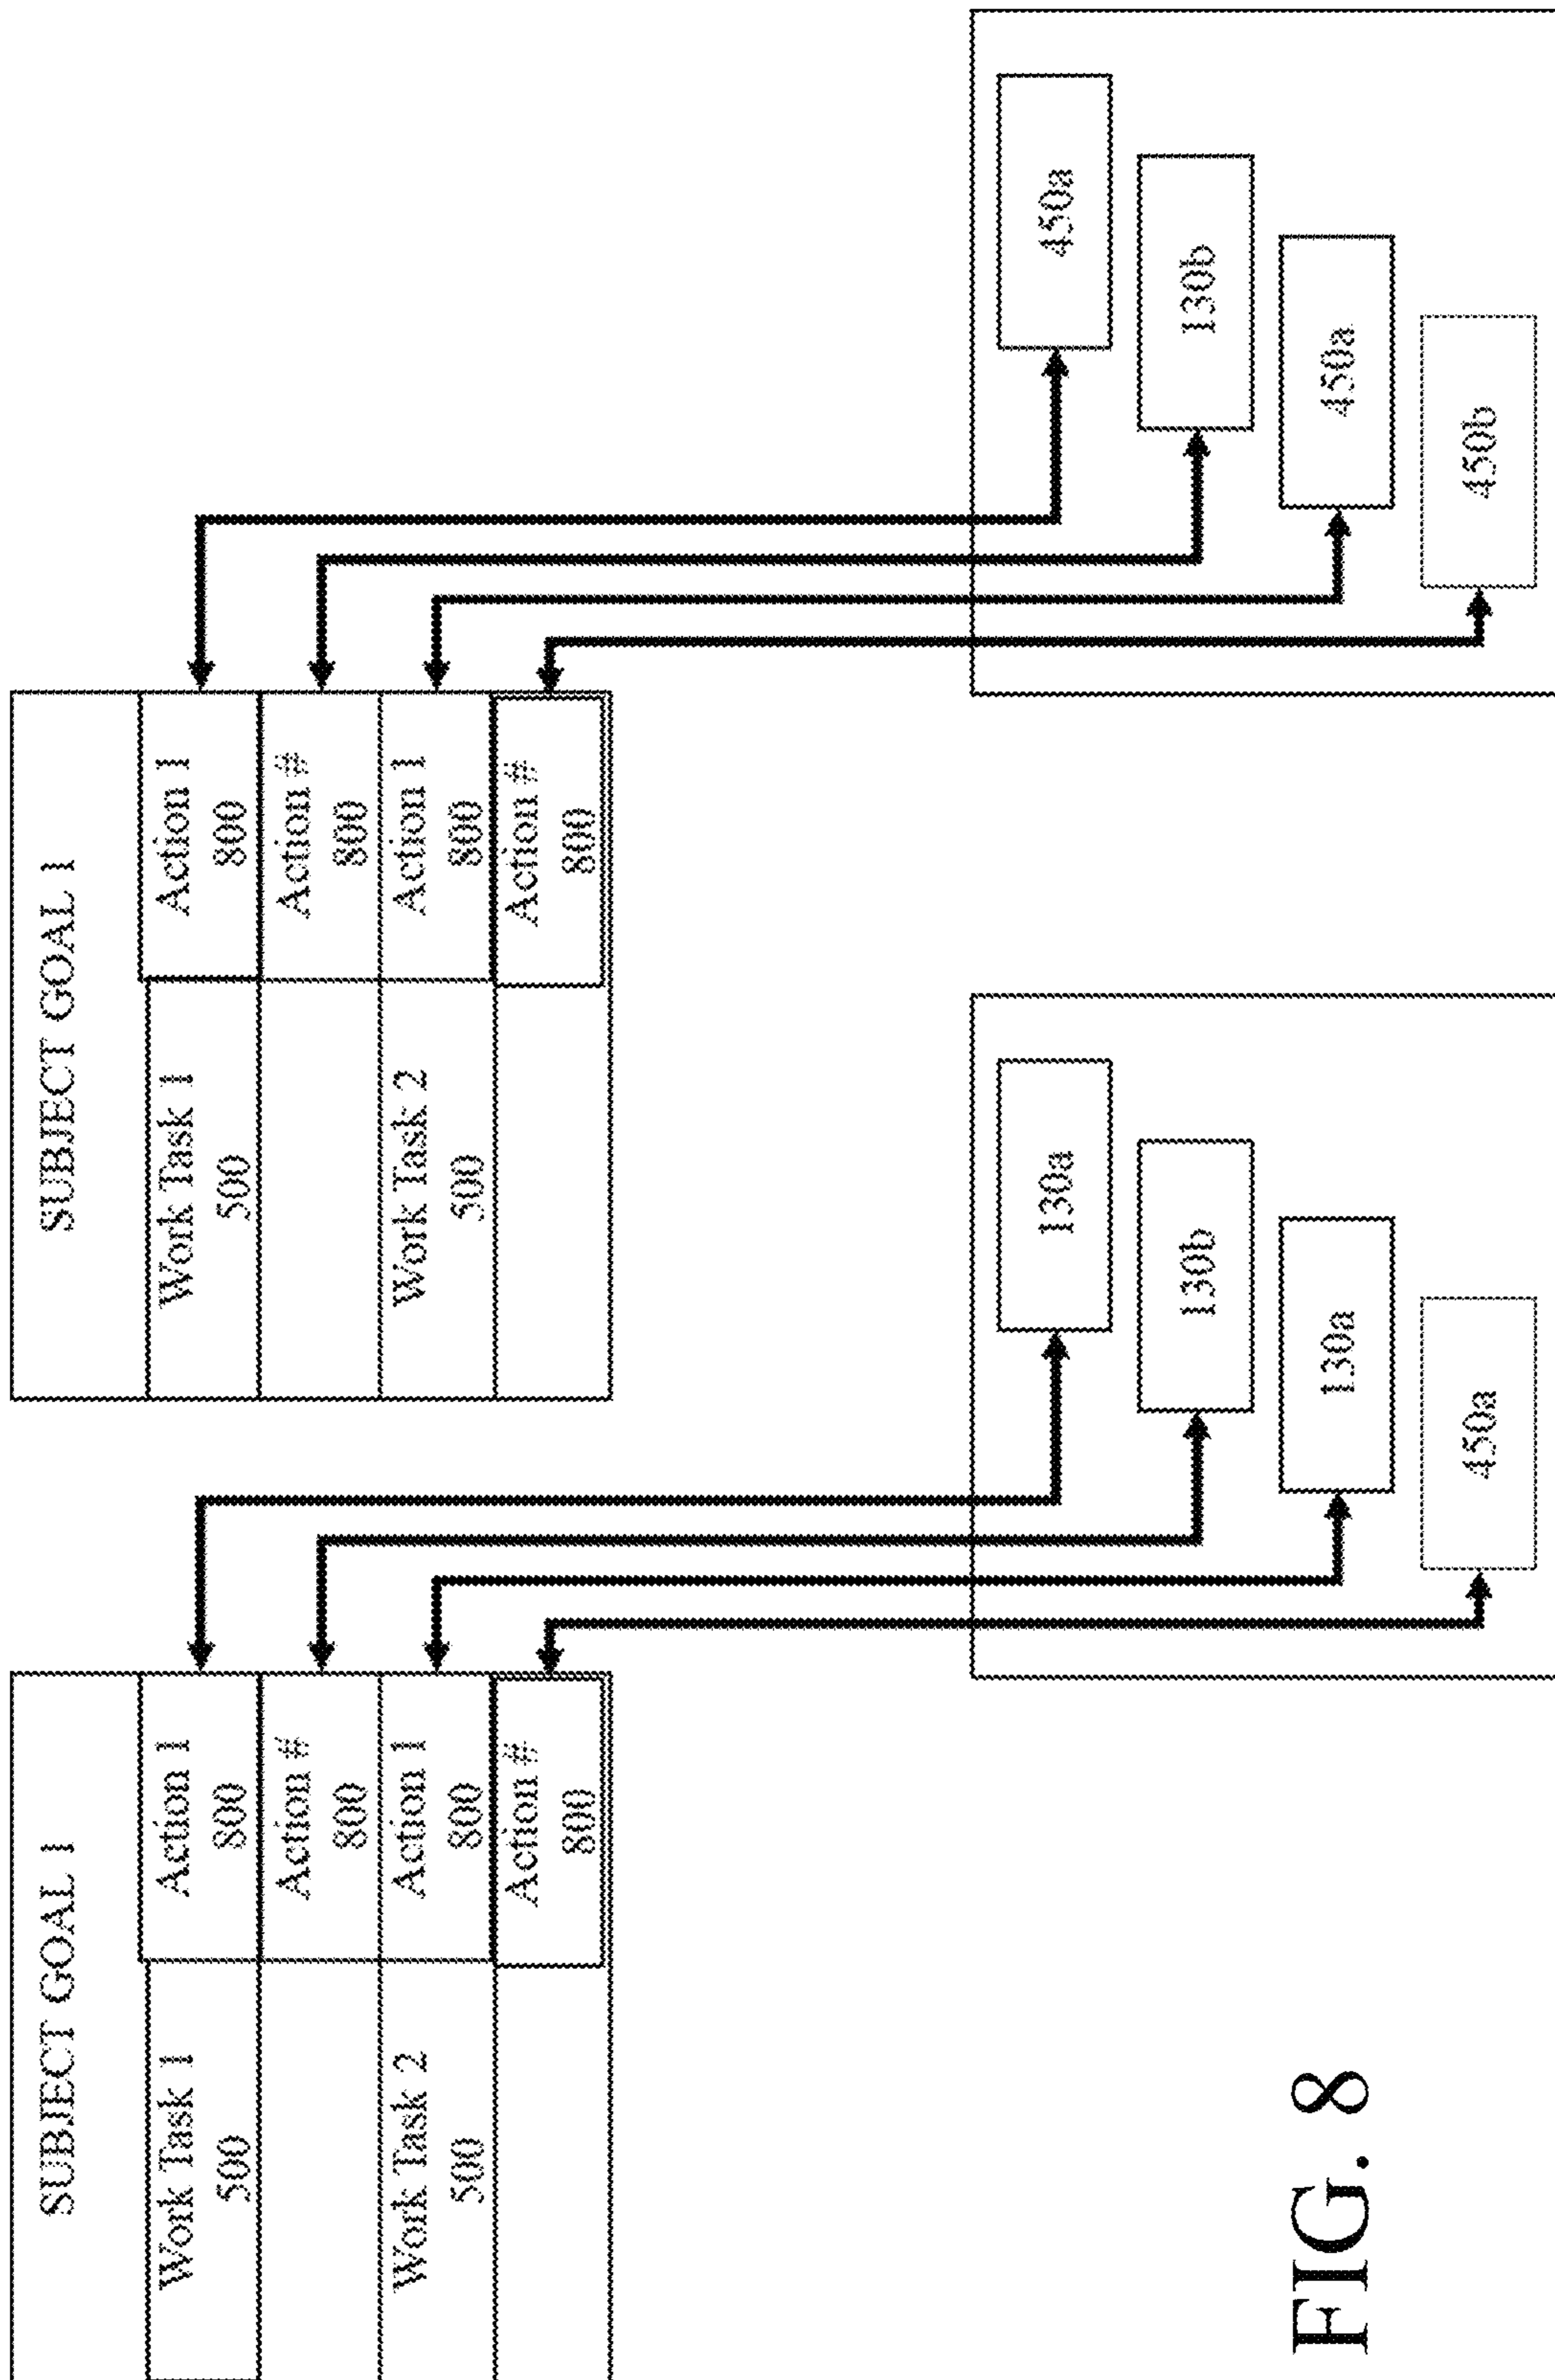 SUBJECT GOAL 1
Work Task 1
500
Action 1
800
Action #
800
Work Task 2
500
Action 1
800
Action #
800
130a
130b
130a
450a
SUBJECT GOAL 1
Work Task 1
500
Action 1
800
Action #
800
Work Task 2
500
Action 1
800
Action #
800
450a
130b
450a
450b
FIG. 8